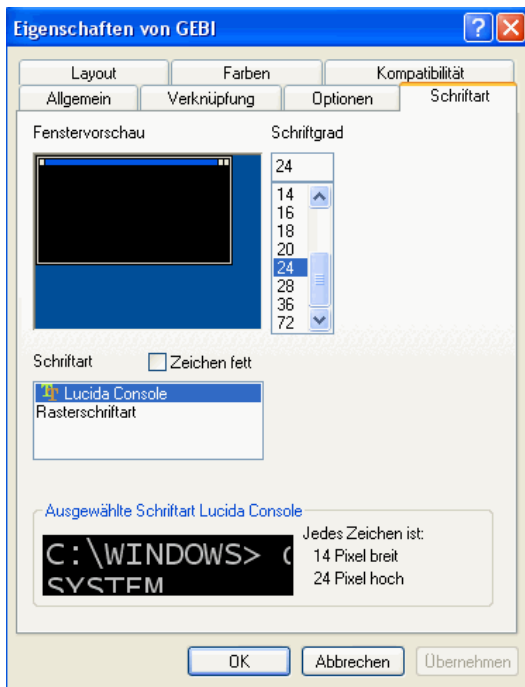 Eigenschaften von GEBI
Layout Farben Kompatibilität
Allgemein Verknüpfung Optionen Schriftart
Fenstervorschau Schriftgrad
24
14
16
18
20
24
28
36
72
Schriftart Zeichen fett
Lucida Console
Rasterschriftart
Ausgewählte Schriftart Lucida Console
Jedes Zeichen ist:
C:\WINDOWS> 14 Pixel breit
SYSTEM 24 Pixel hoch
OK Abbrechen Übernehmen